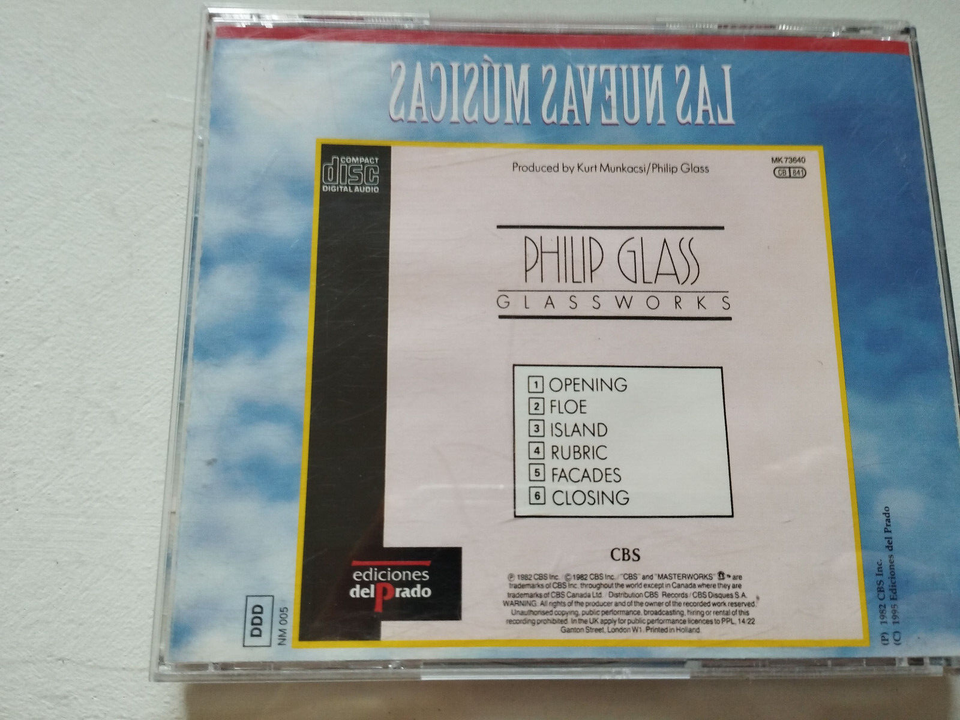 LAS NUEVAS MÚSICAS
COMPACT
disc
DIGITAL AUDIO
Produced by Kurt Munkacsi/Philip Glass
MK 73640
CB 841
PHILIP GLASS
GLASSWORKS
1 OPENING
2 FLOE
3 ISLAND
4 RUBRIC
5 FACADES
6 CLOSING
CBS
ediciones
del Prado
℗ 1982 CBS Inc. © 1982 CBS Inc. / "CBS" and "MASTERWORKS" are
trademarks of CBS Inc. throughout the world except in Canada where they are
trademarks of CBS Canada Ltd. / Distribution CBS Records / CBS Disques S.A.
WARNING: All rights of the producer and of the owner of the recorded work reserved.
Unauthorised copying, public performance, broadcasting, hiring or rental of this
recording prohibited. In the UK apply for public performance licences to PPL, 14-22
Ganton Street, London W1. Printed in Holland.
DDD
NM 005
(P) 1982 CBS Inc.
(C) 1995 Ediciones del Prado